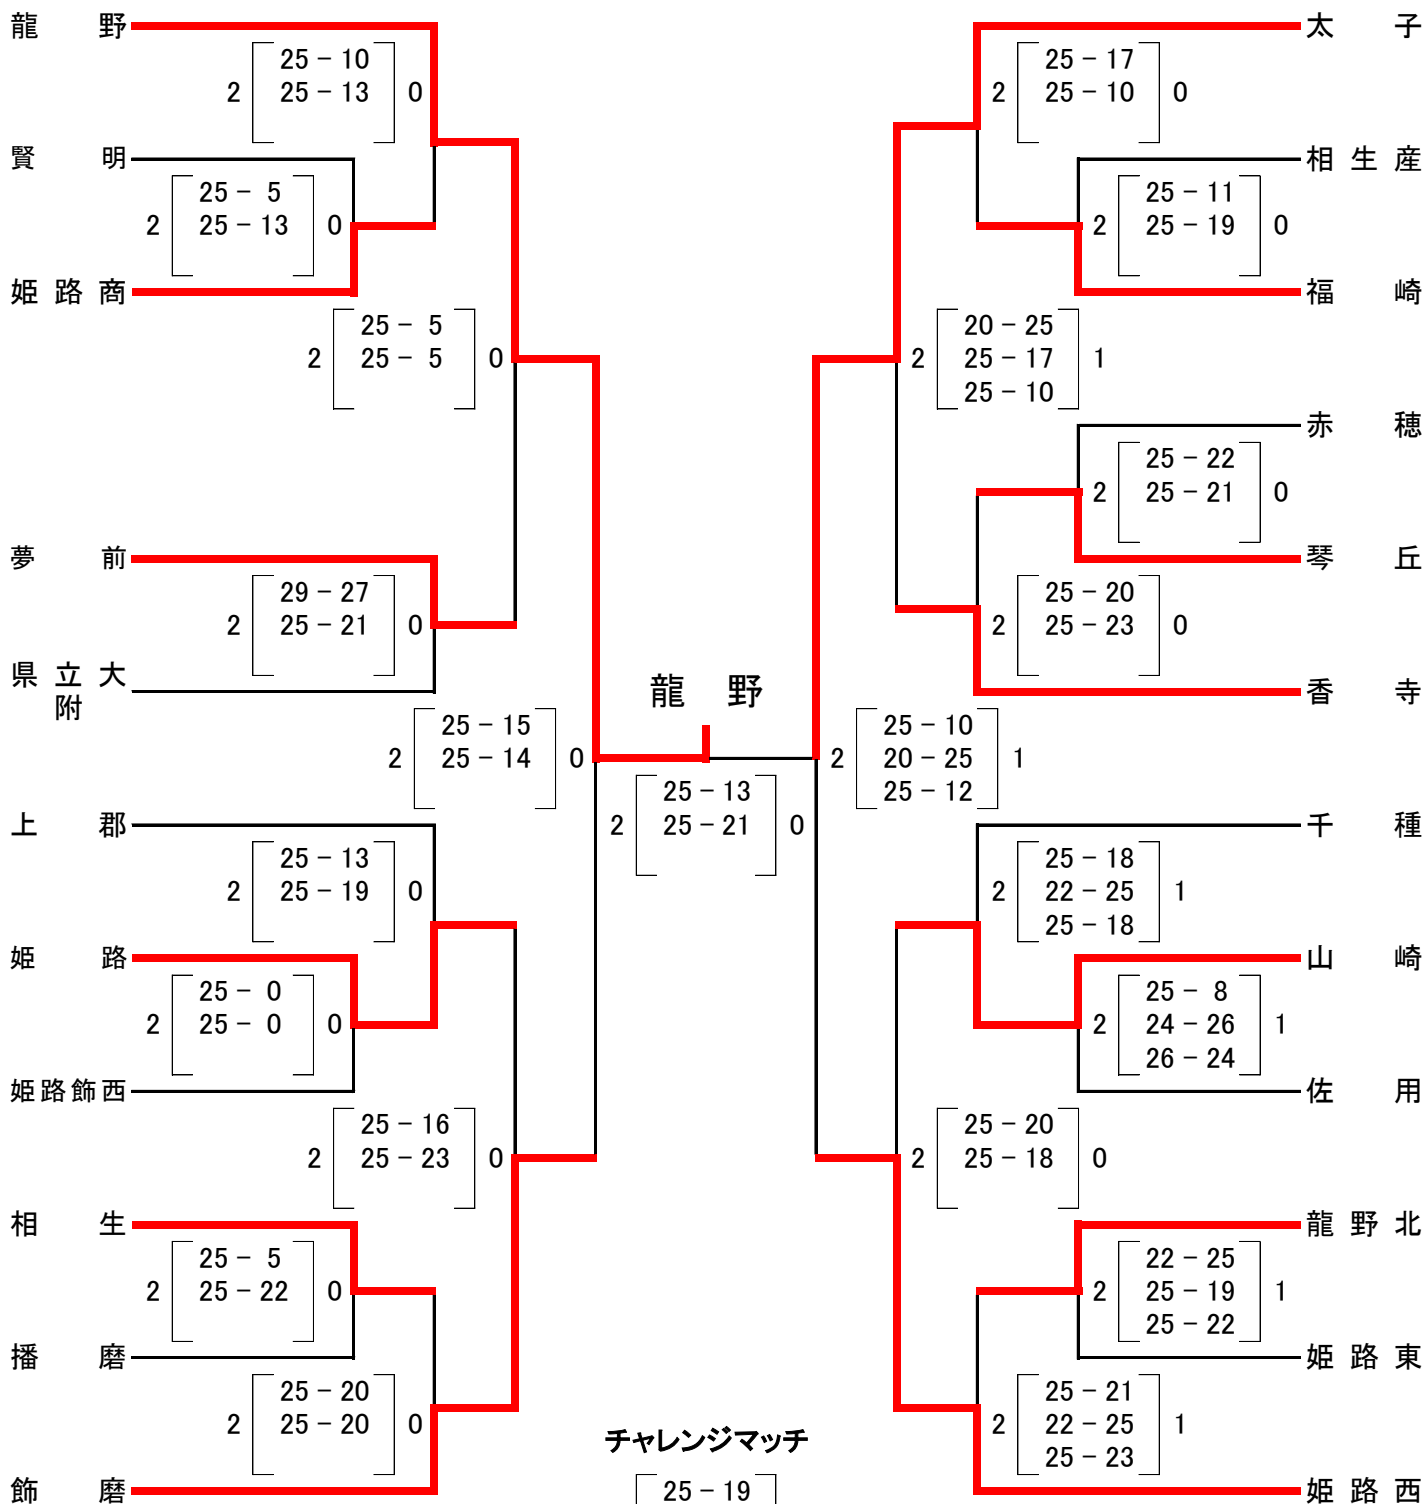 龍野
25 - 10
2 25 - 13 0
賢明
25 - 5
2 25 - 13 0
姫路商
25 - 5
2 25 - 5 0
夢前
29 - 27
2 25 - 21 0
県立大
附
25 - 15
2 25 - 14 0
上郡
25 - 13
2 25 - 19 0
姫路
25 - 0
2 25 - 0 0
姫路飾西
25 - 16
2 25 - 23 0
相生
25 - 5
2 25 - 22 0
播磨
25 - 20
2 25 - 20 0
飾磨
龍野
25 - 13
2 25 - 21 0
チャレンジマッチ
25 - 19
太子
25 - 17
2 25 - 10 0
相生産
25 - 11
2 25 - 19 0
福崎
20 - 25
2 25 - 17 1
25 - 10
赤穂
25 - 22
2 25 - 21 0
琴丘
25 - 20
2 25 - 23 0
香寺
25 - 10
2 20 - 25 1
25 - 12
千種
25 - 18
2 22 - 25 1
25 - 18
山崎
25 - 8
2 24 - 26 1
26 - 24
佐用
25 - 20
2 25 - 18 0
龍野北
22 - 25
2 25 - 19 1
25 - 22
姫路東
25 - 21
2 22 - 25 1
25 - 23
姫路西